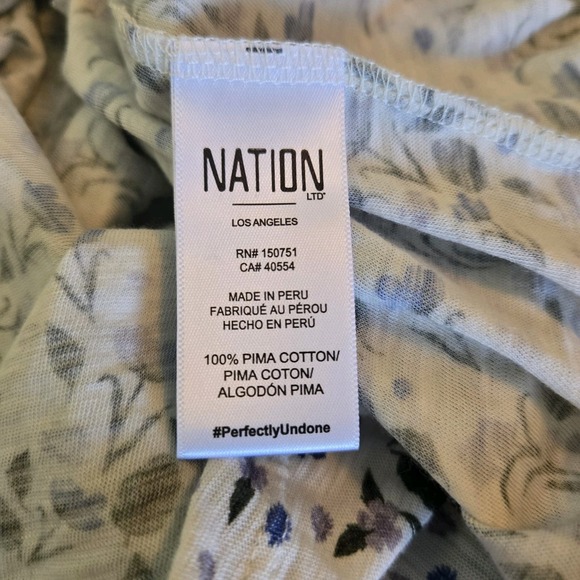 NATION
LTD
LOS ANGELES
RN# 150751
CA# 40554
MADE IN PERU
FABRIQUÉ AU PÉROU
HECHO EN PERÚ
100% PIMA COTTON/
PIMA COTON/
ALGODÓN PIMA
#PerfectlyUndone